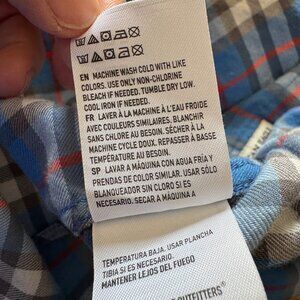 EN MACHINE WASH COLD WITH LIKE
COLORS. USE ONLY NON-CHLORINE
BLEACH IF NEEDED. TUMBLE DRY LOW.
COOL IRON IF NEEDED.
FR LAVER À LA MACHINE À L'EAU FROIDE
AVEC COULEURS SIMILAIRES. BLANCHIR
SANS CHLORE AU BESOIN. SÉCHER À LA
MACHINE CYCLE DOUX. REPASSER À BASSE
TEMPÉRATURE AU BESOIN.
SP LAVAR A MÁQUINA CON AGUA FRIA Y
PRENDAS DE COLOR SIMILAR. USAR SÓLO
BLANQUEADOR SIN CLORO SI ES
NECESARIO. SECAR A MÁQUINA A
TEMPERATURA BAJA. USAR PLANCHA
TIBIA SI ES NECESARIO.
MANTENER LEJOS DEL FUEGO
OUTFITTERS®